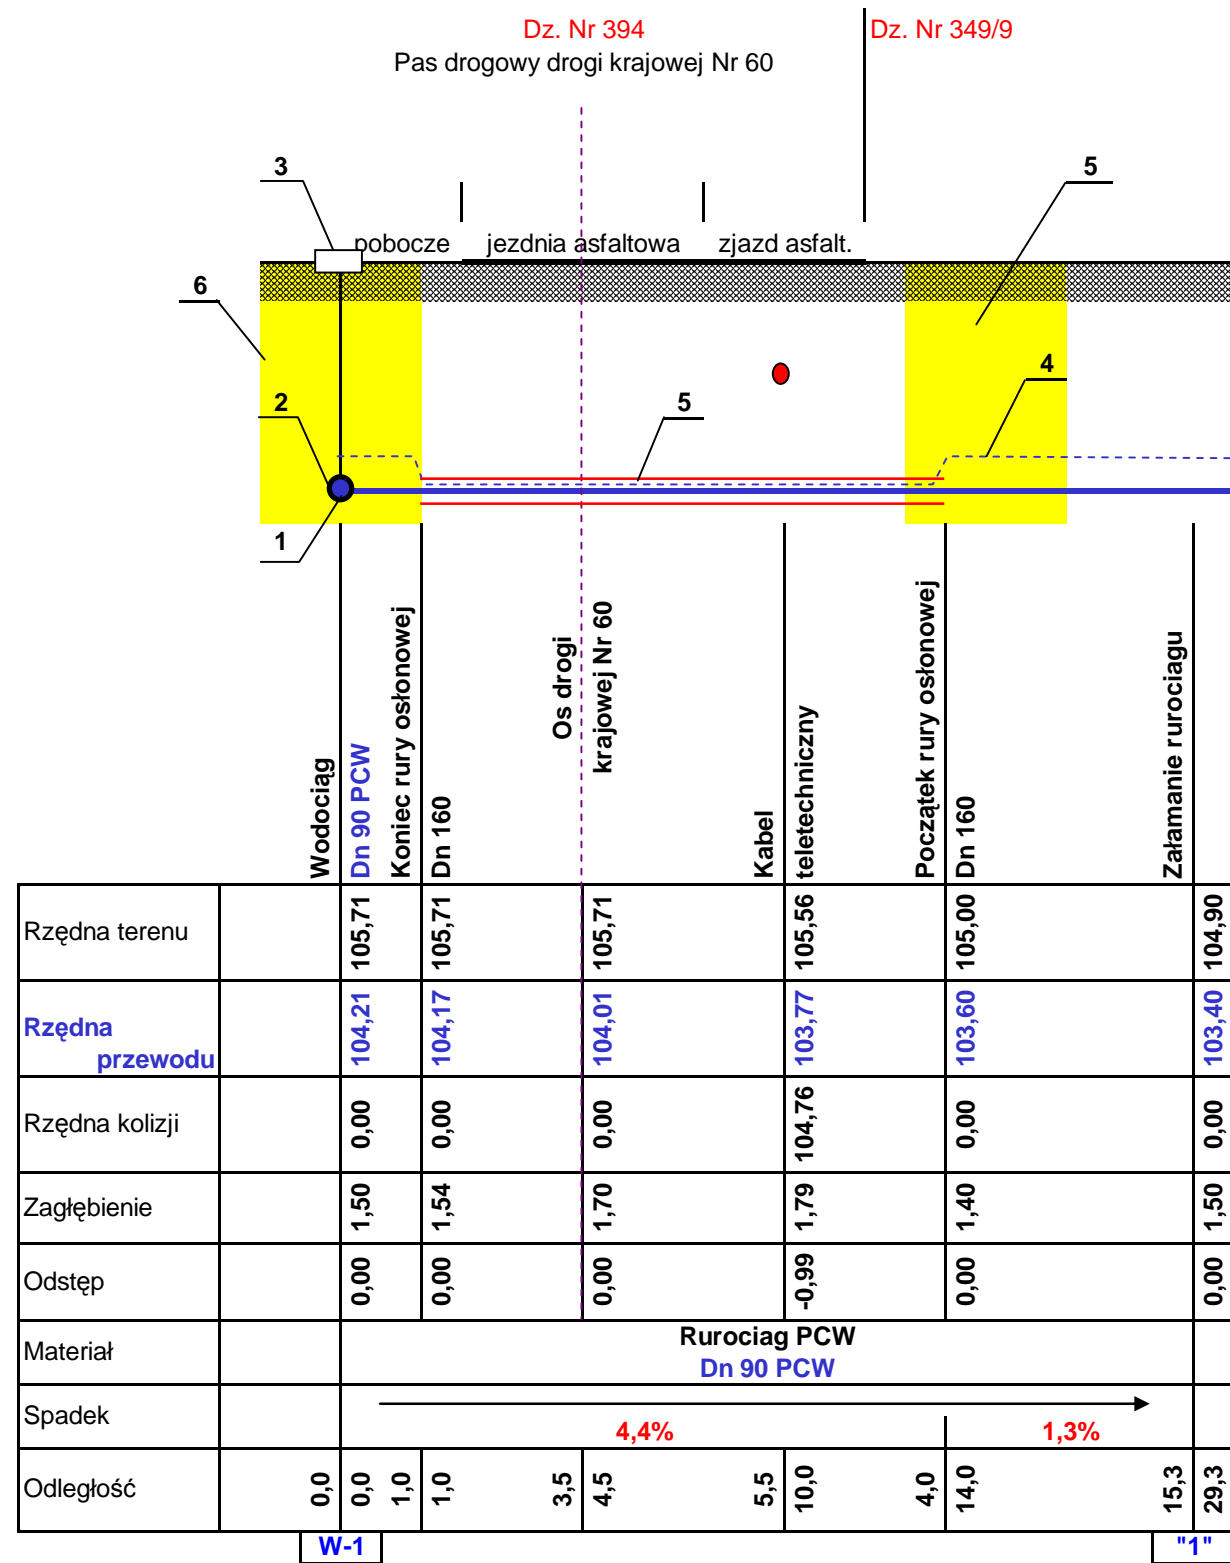 Dz. Nr 394
Dz. Nr 349/9
Pas drogowy drogi krajowej Nr 60
3
5
pobocze
jezdnia asfaltowa
zjazd asfalt.
6
4
2
5
1
Wodociąg
Dn 90 PCW
Koniec rury osłonowej
Dn 160
Os drogi
krajowej Nr 60
Kabel
teletechniczny
Początek rury osłonowej
Dn 160
Załamanie rurociagu
Rzędna terenu
105,71
105,71
105,71
105,56
105,00
104,90
Rzędna
przewodu
104,21
104,17
104,01
103,77
103,60
103,40
Rzędna kolizji
0,00
0,00
0,00
104,76
0,00
0,00
Zagłębienie
1,50
1,54
1,70
1,79
1,40
1,50
Odstęp
0,00
0,00
0,00
-0,99
0,00
0,00
Materiał
Rurociag PCW
Dn 90 PCW
Spadek
4,4%
1,3%
Odległość
0,0
0,0
1,0
1,0
3,5
4,5
5,5
10,0
4,0
14,0
15,3
29,3
W-1
"1"